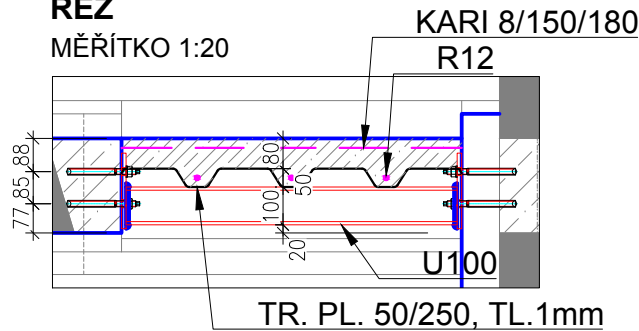 ŘEZ
MĚŘÍTKO 1:20
KARI 8/150/180
R12
88
85
77
80
50
100
20
U100
TR. PL. 50/250, TL.1mm